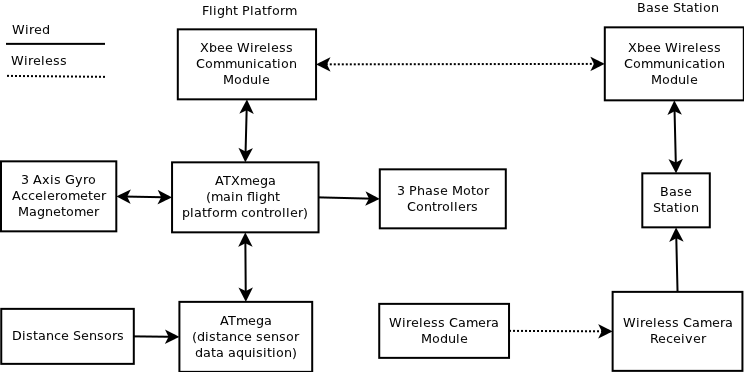 Flight Platform
Base Station
Wired
Wireless
Xbee Wireless
Communication
Module
Xbee Wireless
Communication
Module
3 Axis Gyro
Accelerometer
Magnetomer
ATXmega
(main flight
platform controller)
3 Phase Motor
Controllers
Base
Station
Distance Sensors
ATmega
(distance sensor
data aquisition)
Wireless Camera
Module
Wireless Camera
Receiver